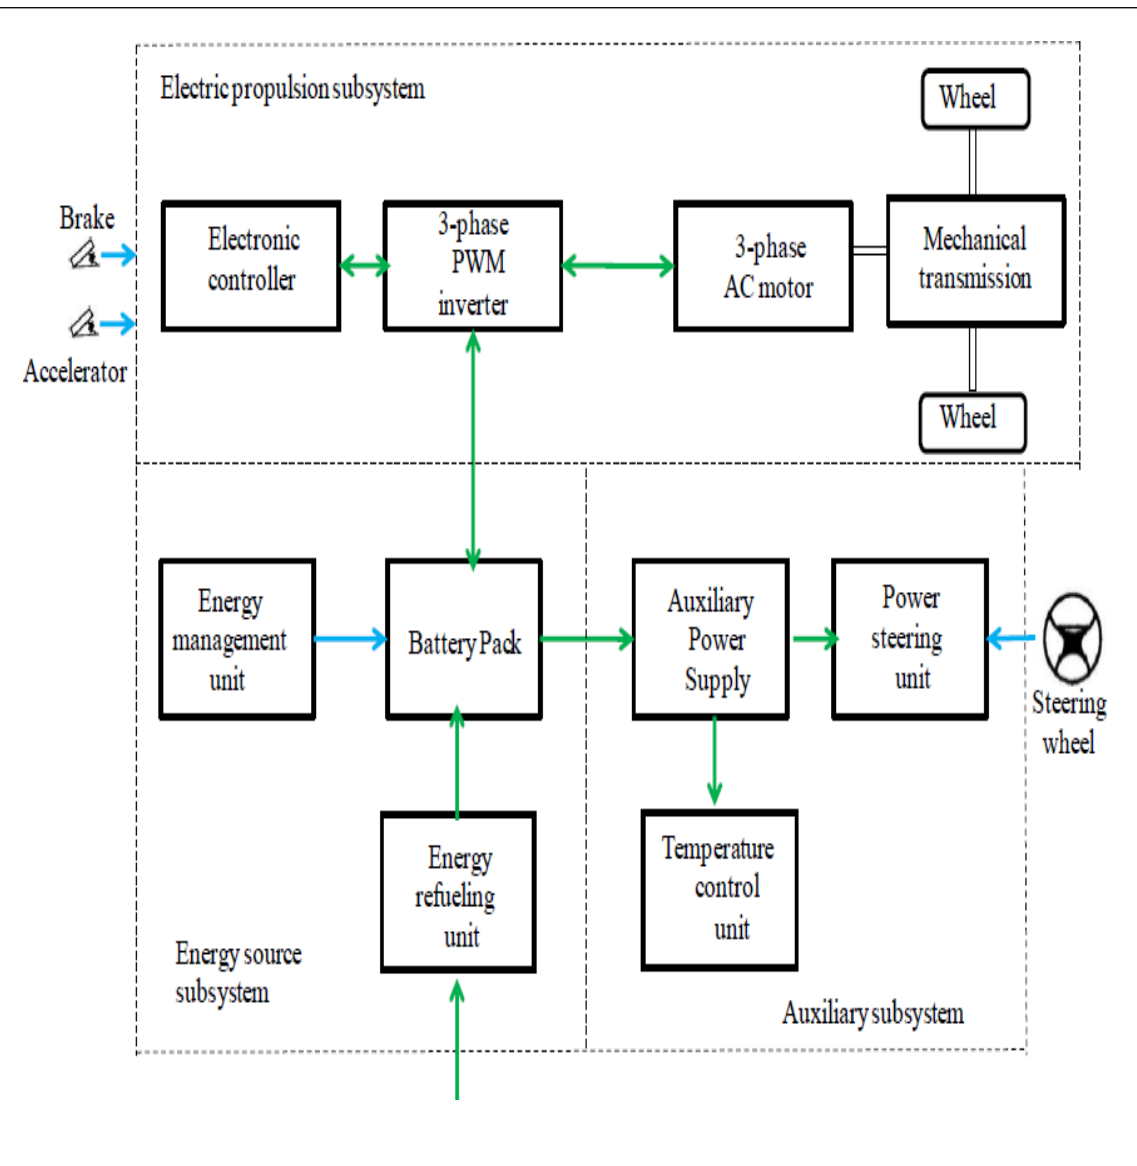 Electric propulsion subsystem
Wheel
Brake
Electronic
controller
3-phase
PWM
inverter
3-phase
AC motor
Mechanical
transmission
Accelerator
Wheel
Energy
management
unit
Battery Pack
Auxiliary
Power
Supply
Power
steering
unit
Steering
wheel
Energy
refueling
unit
Temperature
control
unit
Energy source
subsystem
Auxiliary subsystem